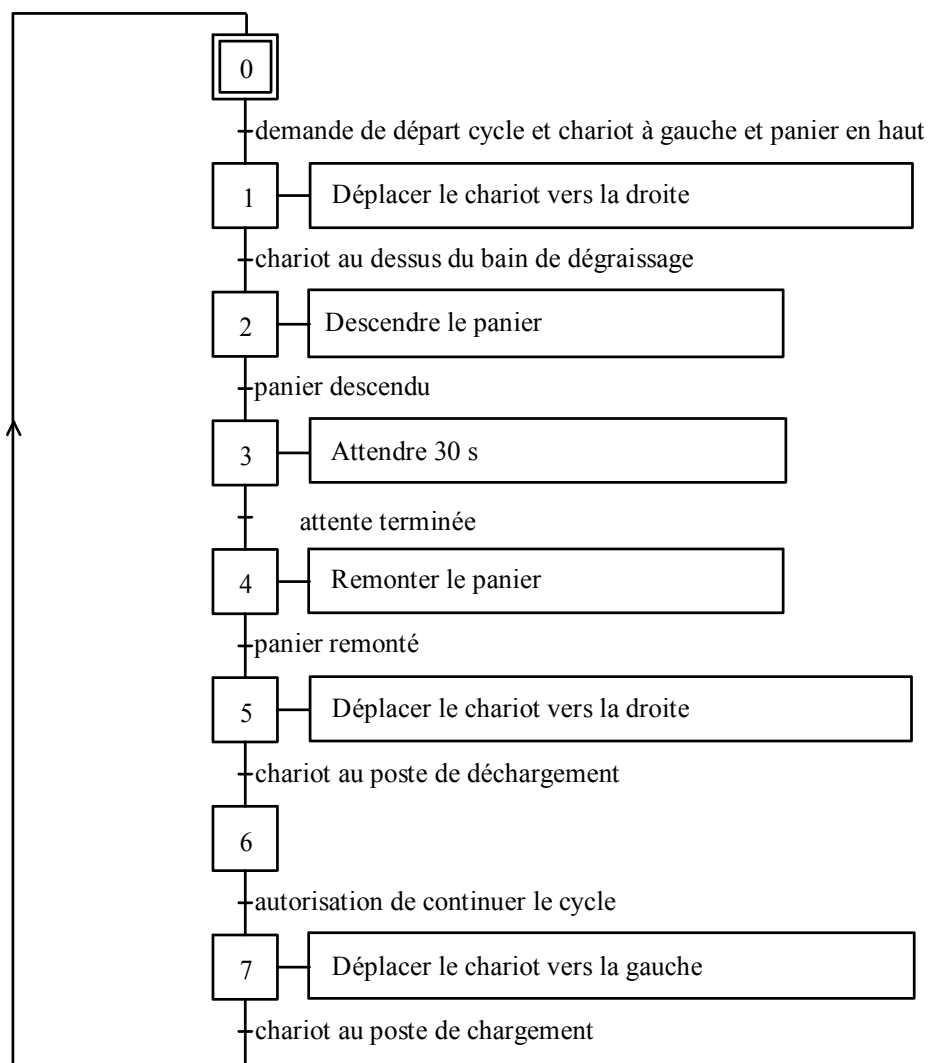 0
demande de départ cycle et chariot à gauche et panier en haut
1 Déplacer le chariot vers la droite
chariot au dessus du bain de dégraissage
2 Descendre le panier
panier descendu
3 Attendre 30 s
attente terminée
4 Remonter le panier
panier remonté
5 Déplacer le chariot vers la droite
chariot au poste de déchargement
6
autorisation de continuer le cycle
7 Déplacer le chariot vers la gauche
chariot au poste de chargement